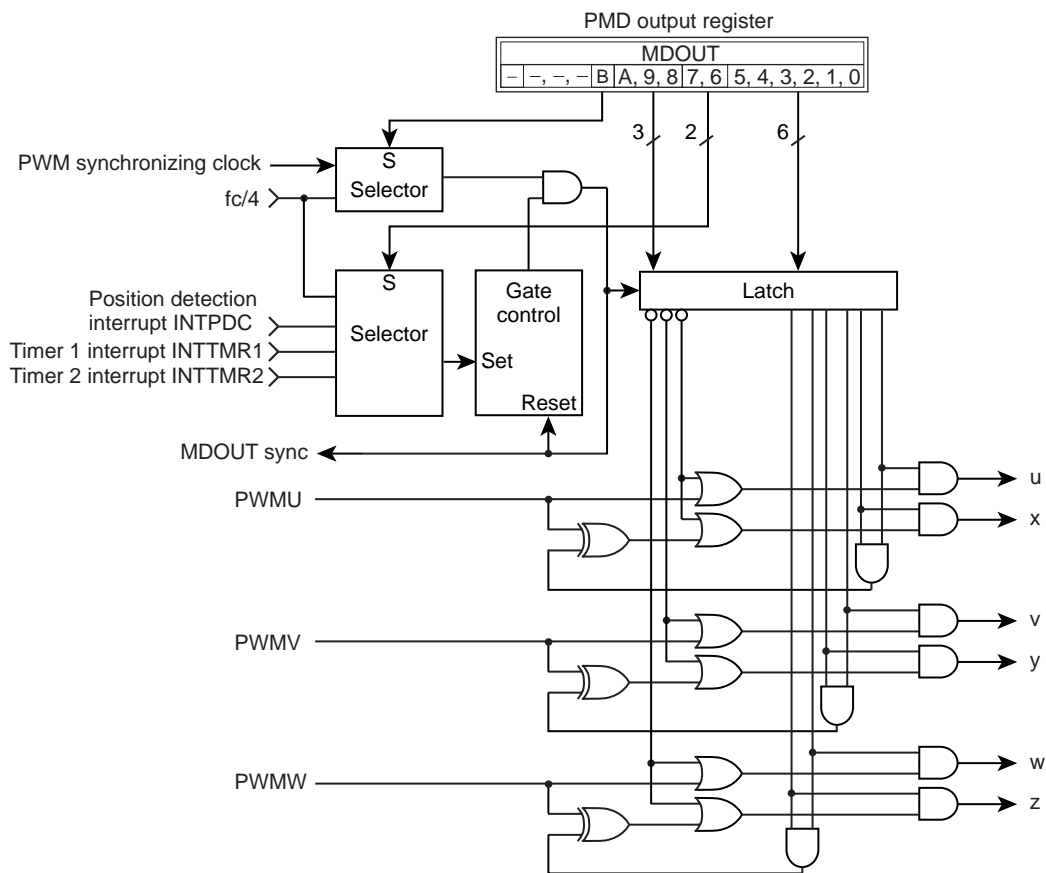 PMD output register
MDOUT
– –, –, – B A, 9, 8 7, 6 5, 4, 3, 2, 1, 0
3 2 6
PWM synchronizing clock
S
Selector
fc/4
S
Selector
Gate
control
Set
Reset
Latch
Position detection
interrupt INTPDC
Timer 1 interrupt INTTMR1
Timer 2 interrupt INTTMR2
MDOUT sync
PWMU
u
x
PWMV
v
y
PWMW
w
z